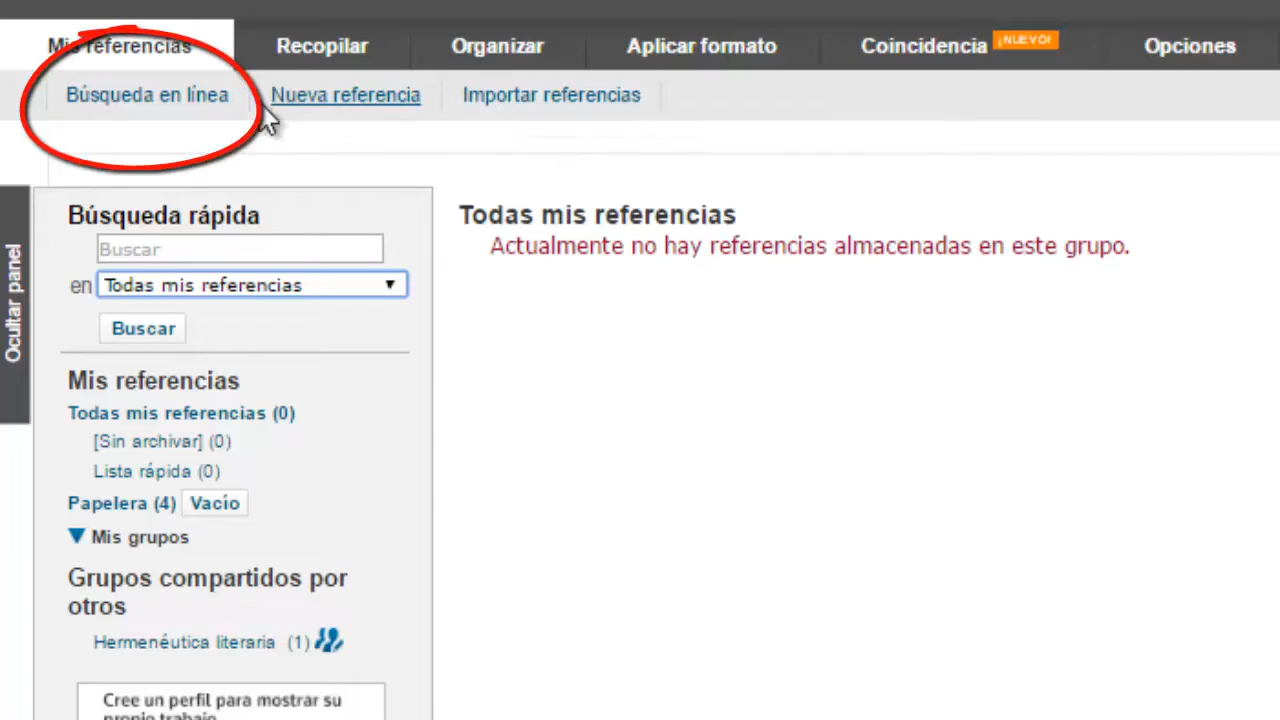 Mis referencias
Recopilar
Organizar
Aplicar formato
Coincidencia
¡NUEVO!
Opciones
Búsqueda en línea
Nueva referencia
Importar referencias
Ocultar panel
Búsqueda rápida
Buscar
en Todas mis referencias
Buscar
Todas mis referencias
Actualmente no hay referencias almacenadas en este grupo.
Mis referencias
Todas mis referencias (0)
[Sin archivar] (0)
Lista rápida (0)
Papelera (4) Vacío
Mis grupos
Grupos compartidos por
otros
Hermenéutica literaria (1)
Cree un perfil para mostrar su
propio trabajo